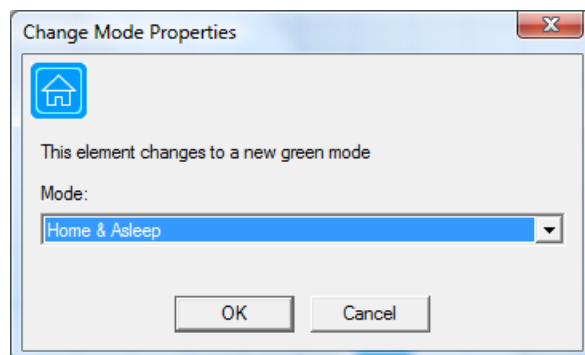 Change Mode Properties
This element changes to a new green mode
Mode:
Home & Asleep
OK Cancel